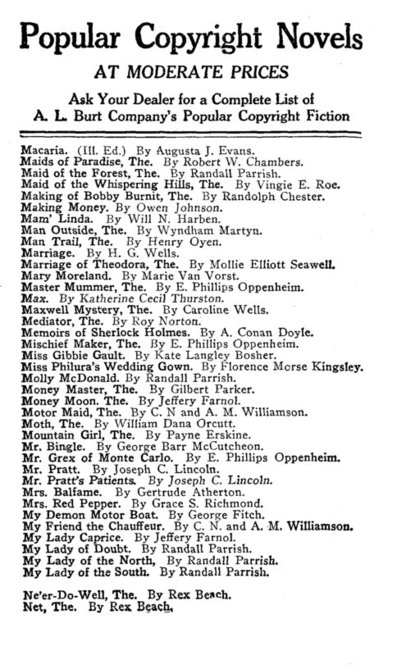 Popular Copyright Novels
AT MODERATE PRICES
Ask Your Dealer for a Complete List of
A. L. Burt Company's Popular Copyright Fiction
Macaria. (Ill. Ed.) By Augusta J. Evans.
Maids of Paradise, The. By Robert W. Chambers.
Maid of the Forest, The. By Randall Parrish.
Maid of the Whispering Hills, The. By Vingie E. Roe.
Making of Bobby Burnit, The. By Randolph Chester.
Making Money. By Owen Johnson.
Mam' Linda. By Will N. Harben.
Man Outside, The. By Wyndham Martyn.
Man Trail, The. By Henry Oyen.
Marriage. By H. G. Wells.
Marriage of Theodora, The. By Mollie Elliott Seawell.
Mary Moreland. By Marie Van Vorst.
Master Mummer, The. By E. Phillips Oppenheim.
Max. By Katherine Cecil Thurston.
Maxwell Mystery, The. By Caroline Wells.
Mediator, The. By Roy Norton.
Memoirs of Sherlock Holmes. By A. Conan Doyle.
Mischief Maker, The. By E. Phillips Oppenheim.
Miss Gibbie Gault. By Kate Langley Bosher.
Miss Philura's Wedding Gown. By Florence Morse Kingsley.
Molly McDonald. By Randall Parrish.
Money Master, The. By Gilbert Parker.
Money Moon. The. By Jeffery Farnol.
Motor Maid, The. By C. N and A. M. Williamson.
Moth, The. By William Dana Orcutt.
Mountain Girl, The. By Payne Erskine.
Mr. Bingle. By George Barr McCutcheon.
Mr. Grex of Monte Carlo. By E. Phillips Oppenheim.
Mr. Pratt. By Joseph C. Lincoln.
Mr. Pratt's Patients. By Joseph C. Lincoln.
Mrs. Balfame. By Gertrude Atherton.
Mrs. Red Pepper. By Grace S. Richmond.
My Demon Motor Boat. By George Fitch.
My Friend the Chauffeur. By C. N. and A. M. Williamson.
My Lady Caprice. By Jeffery Farnol.
My Lady of Doubt. By Randall Parrish.
My Lady of the North, By Randall Parrish.
My Lady of the South. By Randall Parrish.
Ne'er-Do-Well, The. By Rex Beach.
Net, The. By Rex Beach.